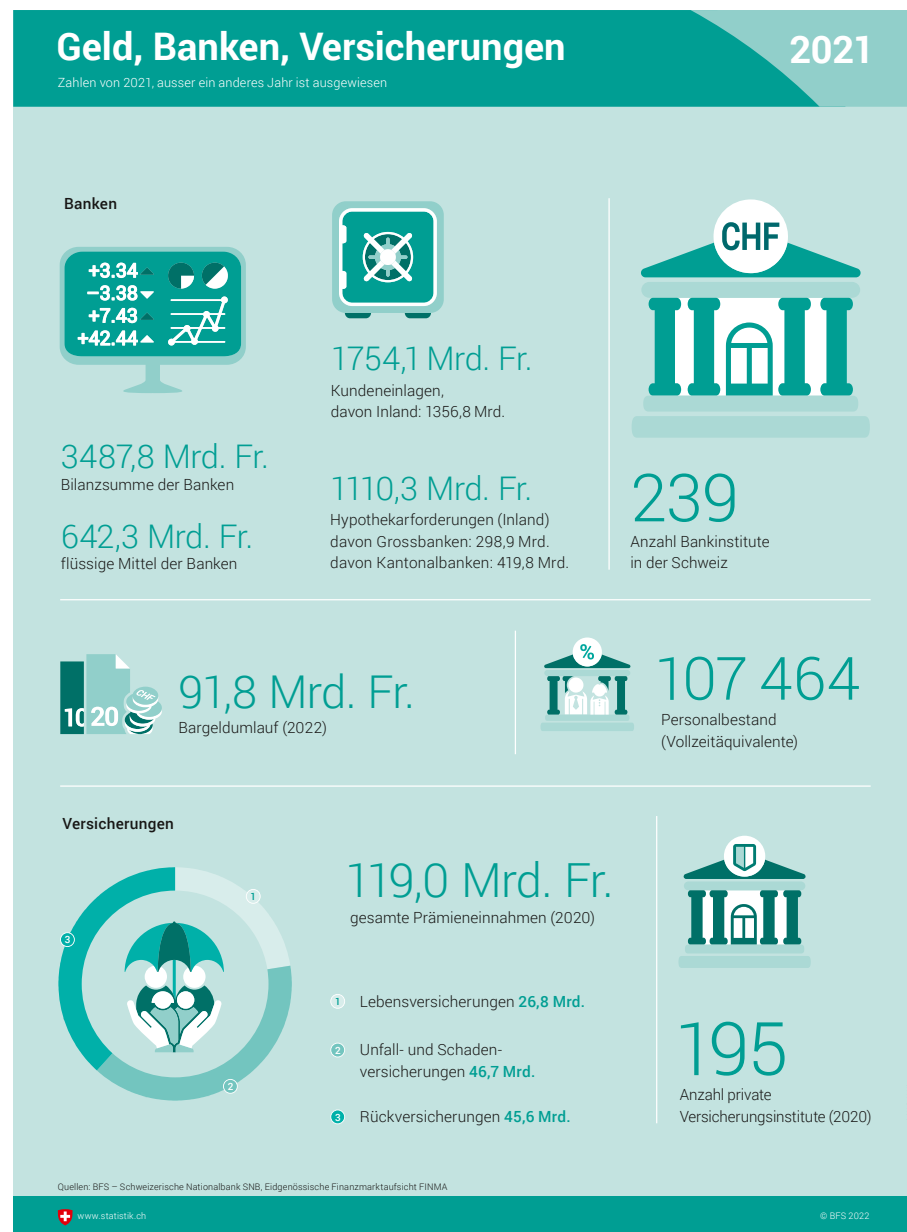 Geld, Banken, Versicherungen
2021
Zahlen von 2021, ausser ein anderes Jahr ist ausgewiesen
Banken
+3.34
−3.38
+7.43
+42.44
3487,8 Mrd. Fr.
Bilanzsumme der Banken
642,3 Mrd. Fr.
flüssige Mittel der Banken
1754,1 Mrd. Fr.
Kundeneinlagen,
davon Inland: 1356,8 Mrd.
1110,3 Mrd. Fr.
Hypothekarforderungen (Inland)
davon Grossbanken: 298,9 Mrd.
davon Kantonalbanken: 419,8 Mrd.
CHF
239
Anzahl Bankinstitute
in der Schweiz
10 20 CHF
91,8 Mrd. Fr.
Bargeldumlauf (2022)
%
107 464
Personalbestand
(Vollzeitäquivalente)
Versicherungen
1
2
3
119,0 Mrd. Fr.
gesamte Prämieneinnahmen (2020)
1 Lebensversicherungen 26,8 Mrd.
2 Unfall- und Schaden-
versicherungen 46,7 Mrd.
3 Rückversicherungen 45,6 Mrd.
195
Anzahl private
Versicherungsinstitute (2020)
Quellen: BFS – Schweizerische Nationalbank SNB, Eidgenössische Finanzmarktaufsicht FINMA
www.statistik.ch
© BFS 2022